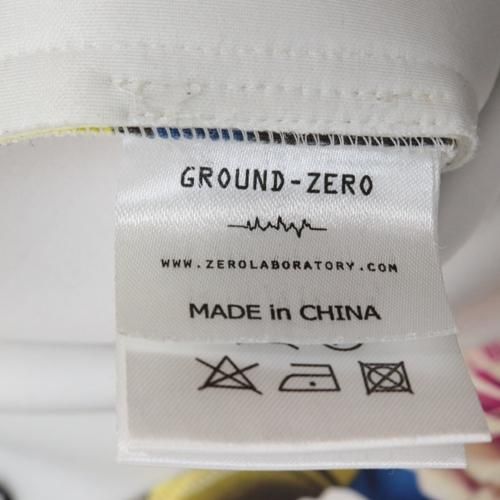 GROUND-ZERO
WWW.ZEROLABORATORY.COM
MADE in CHINA